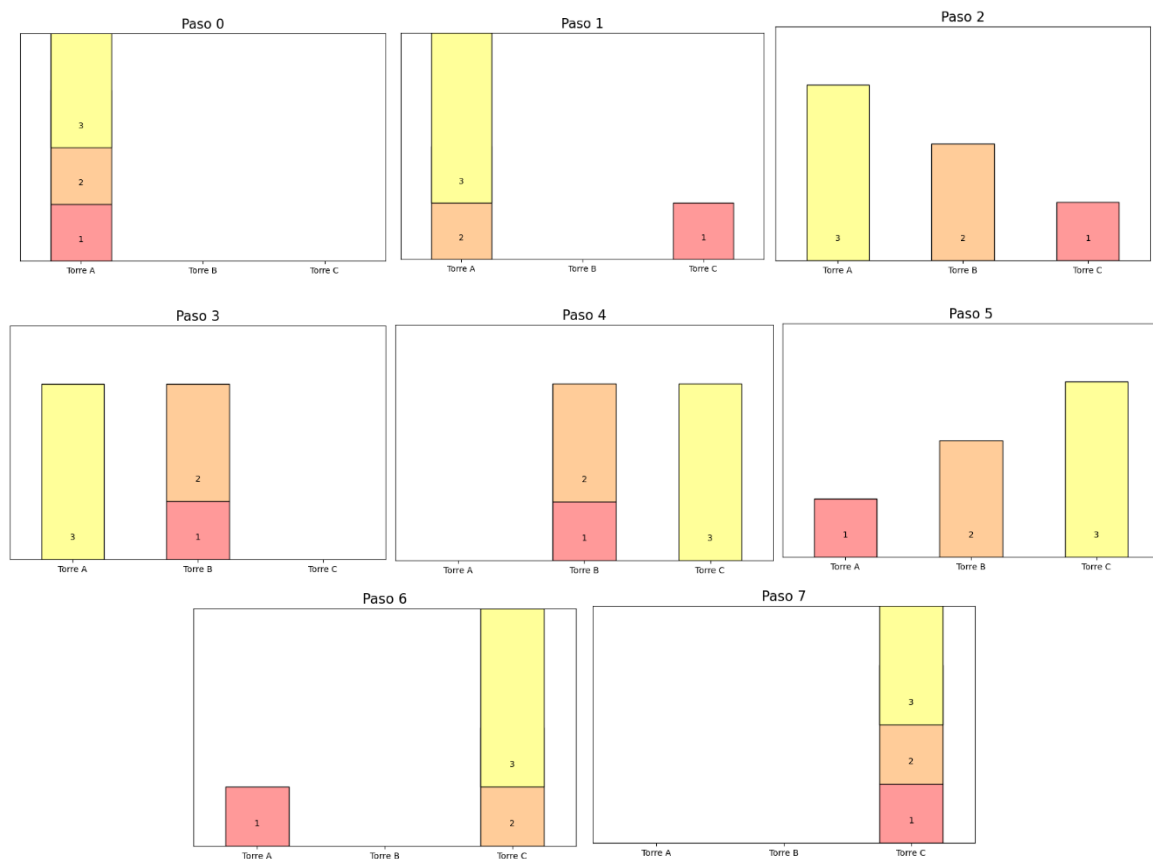 Paso 0
3
2
1
Torre A Torre B Torre C
Paso 1
3
2 1
Torre A Torre B Torre C
Paso 2
3 2 1
Torre A Torre B Torre C
Paso 3
2
3 1
Torre A Torre B Torre C
Paso 4
2
1 3
Torre A Torre B Torre C
Paso 5
1 2 3
Torre A Torre B Torre C
Paso 6
3
1 2
Torre A Torre B Torre C
Paso 7
3
2
1
Torre A Torre B Torre C